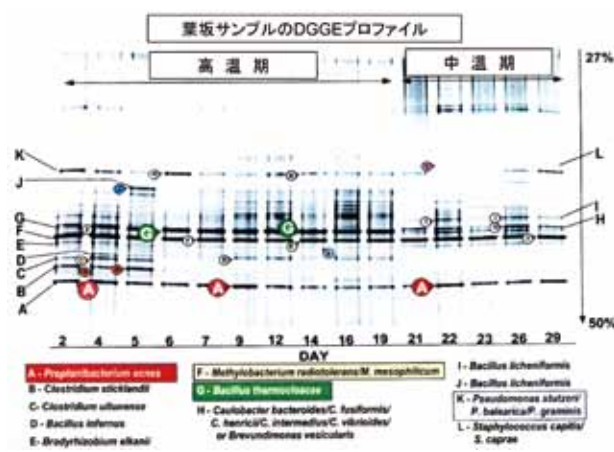 葉坂サンプルのDGGEプロファイル
高温期
中温期
27%
50%
K
J
G
F
E
D
C
B
A
L
I
H
G
G
A
A
A
2 4 5 6 7 9 12 14 16 19 21 22 23 26 29
DAY
A - Propionibacterium acnes
B - Clostridium sticklandii
C- Clostridium ultunense
D - Bacillus infernus
E- Bradyrhizobium elkanii
F - Methylobacterium radiotolerans/M. mesophilicum
G - Bacillus thermocloacae
H - Caulobacter bacteroides/C. fusiformis/
C. henricii/C. intermedius/C. vibrioides/
or Brevundimonas vesicularis
I - Bacillus licheniformis
J - Bacillus licheniformis
K - Pseudomonas stutzeri/
P. balearica/P. graminis
L - Staphylococcus capitis/
S. caprae